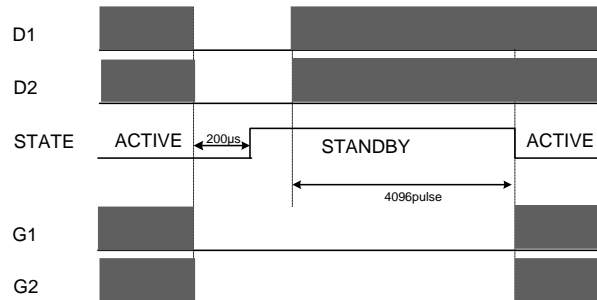 D1
D2
STATE ACTIVE 200μs STANDBY ACTIVE
4096pulse
G1
G2